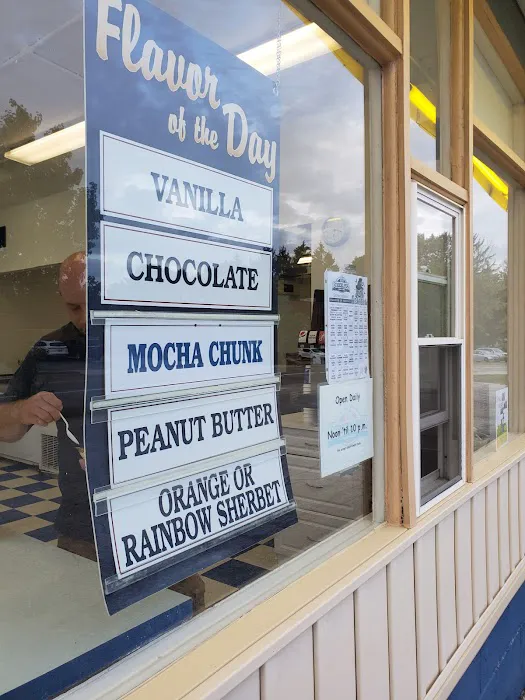 Flavor
of the Day
VANILLA
CHOCOLATE
MOCHA CHUNK
PEANUT BUTTER
ORANGE OR
RAINBOW SHERBET
Open Daily
Noon 'til 10 p.m.